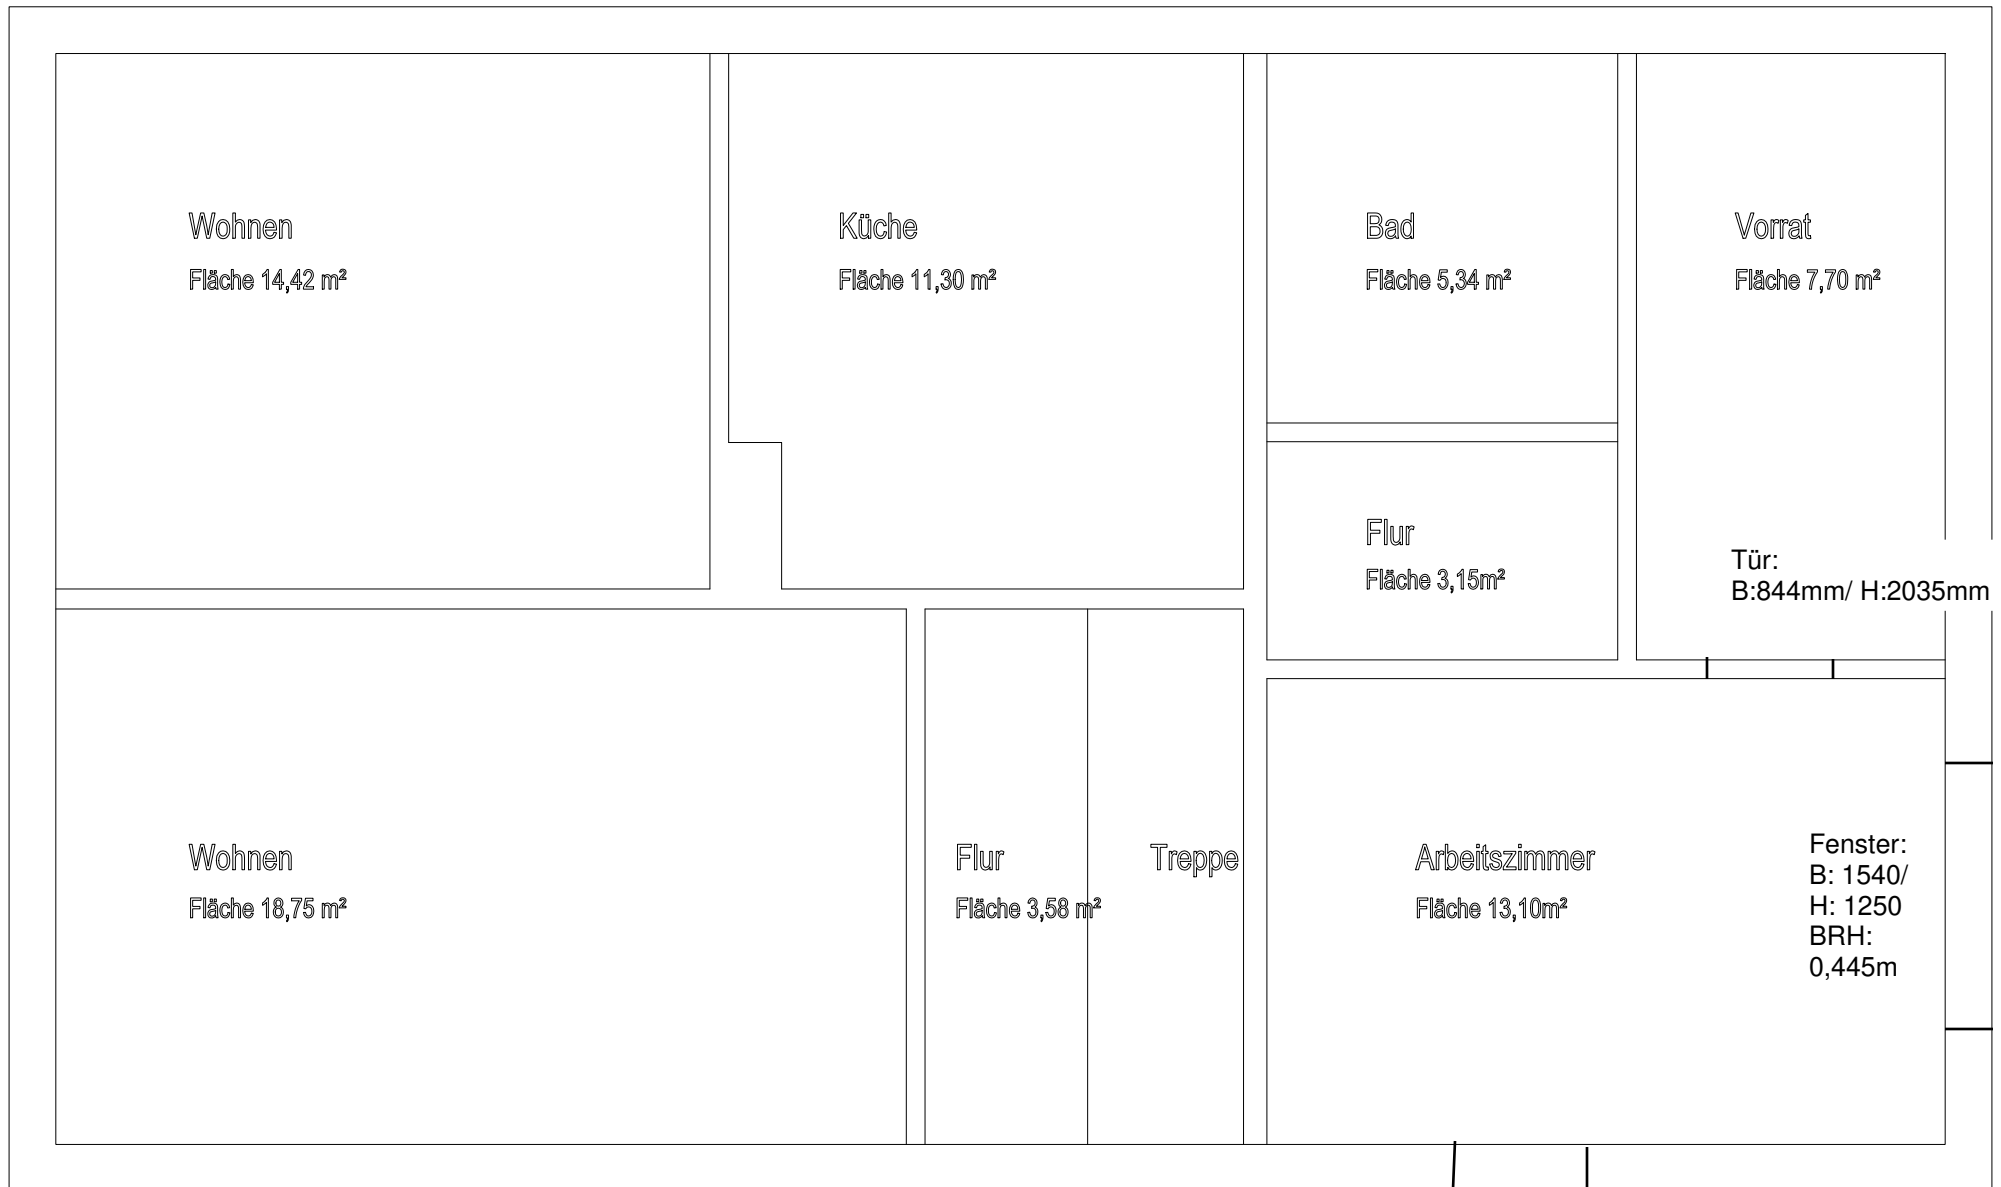 Wohnen
Fläche 14,42 m²
Küche
Fläche 11,30 m²
Bad
Fläche 5,34 m²
Vorrat
Fläche 7,70 m²
Flur
Fläche 3,15m²
Tür:
B:844mm/ H:2035mm
Wohnen
Fläche 18,75 m²
Flur
Fläche 3,58 m²
Treppe
Arbeitszimmer
Fläche 13,10m²
Fenster:
B: 1540/
H: 1250
BRH:
0,445m